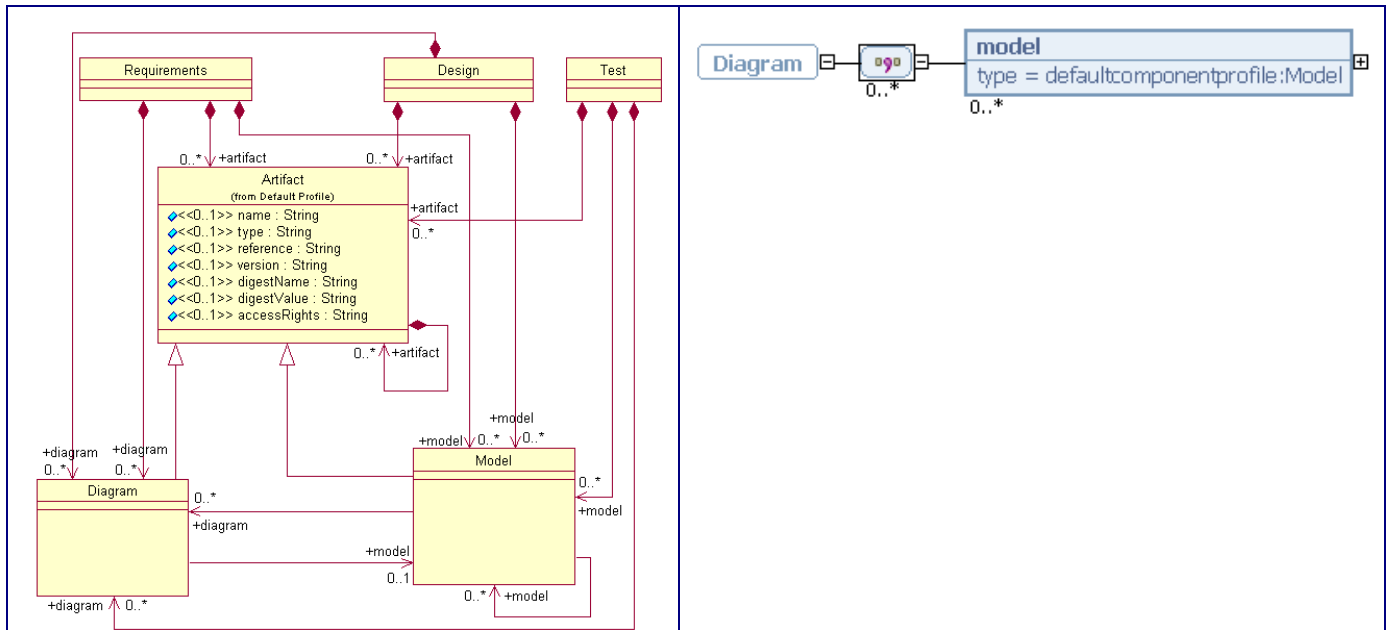 Requirements
Design
Test
0..* +artifact
0..* +artifact
Artifact
(from Default Profile)
<<0..1>> name : String
<<0..1>> type : String
<<0..1>> reference : String
<<0..1>> version : String
<<0..1>> digestName : String
<<0..1>> digestValue : String
<<0..1>> accessRights : String
+artifact
0..*
0..* +artifact
+diagram
0..*
+diagram
0..*
+model 0..*
+model
0..*
Diagram
Model
0..*
+diagram
0..*
+model
+model
0..1
+diagram 0..*
0..* +model
Diagram
0..*
model
type = defaultcomponentprofile:Model
0..*